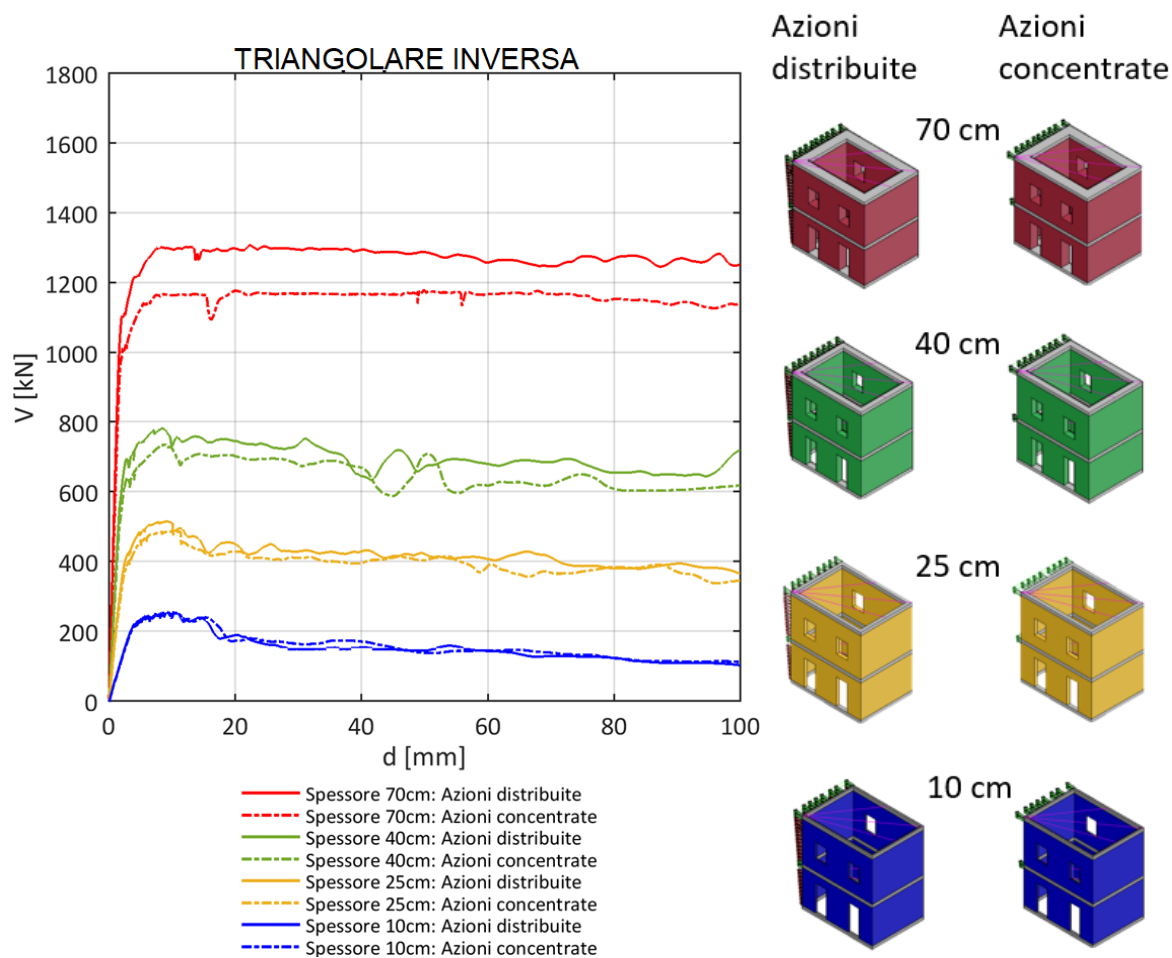 TRIANGOLARE INVERSA
1800
1600
1400
1200
1000
800
600
400
200
0
V [kN]
0 20 40 60 80 100
d [mm]
Spessore 70cm: Azioni distribuite
Spessore 70cm: Azioni concentrate
Spessore 40cm: Azioni distribuite
Spessore 40cm: Azioni concentrate
Spessore 25cm: Azioni distribuite
Spessore 25cm: Azioni concentrate
Spessore 10cm: Azioni distribuite
Spessore 10cm: Azioni concentrate
Azioni
distribuite
Azioni
concentrate
70 cm
40 cm
25 cm
10 cm